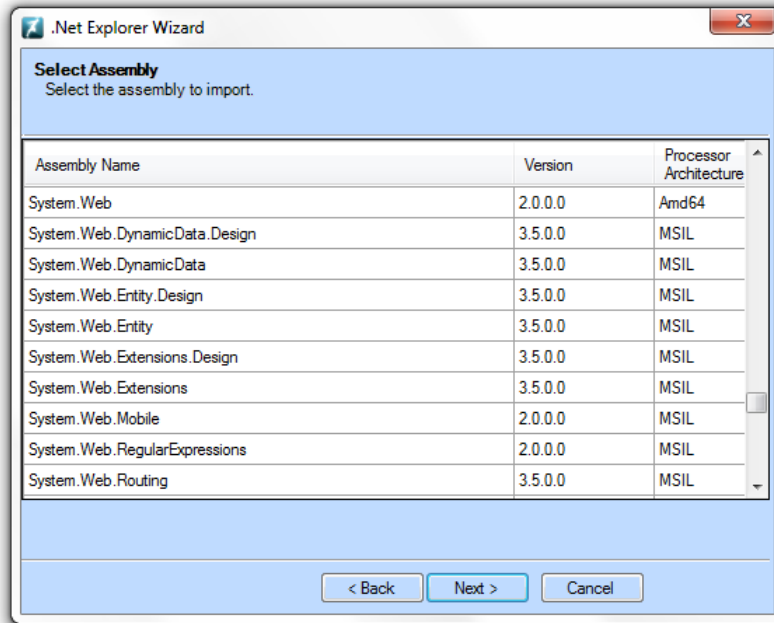 .Net Explorer Wizard
Select Assembly
Select the assembly to import.
Assembly Name Version Processor Architecture
System.Web 2.0.0.0 Amd64
System.Web.DynamicData.Design 3.5.0.0 MSIL
System.Web.DynamicData 3.5.0.0 MSIL
System.Web.Entity.Design 3.5.0.0 MSIL
System.Web.Entity 3.5.0.0 MSIL
System.Web.Extensions.Design 3.5.0.0 MSIL
System.Web.Extensions 3.5.0.0 MSIL
System.Web.Mobile 2.0.0.0 MSIL
System.Web.RegularExpressions 2.0.0.0 MSIL
System.Web.Routing 3.5.0.0 MSIL
< Back Next > Cancel